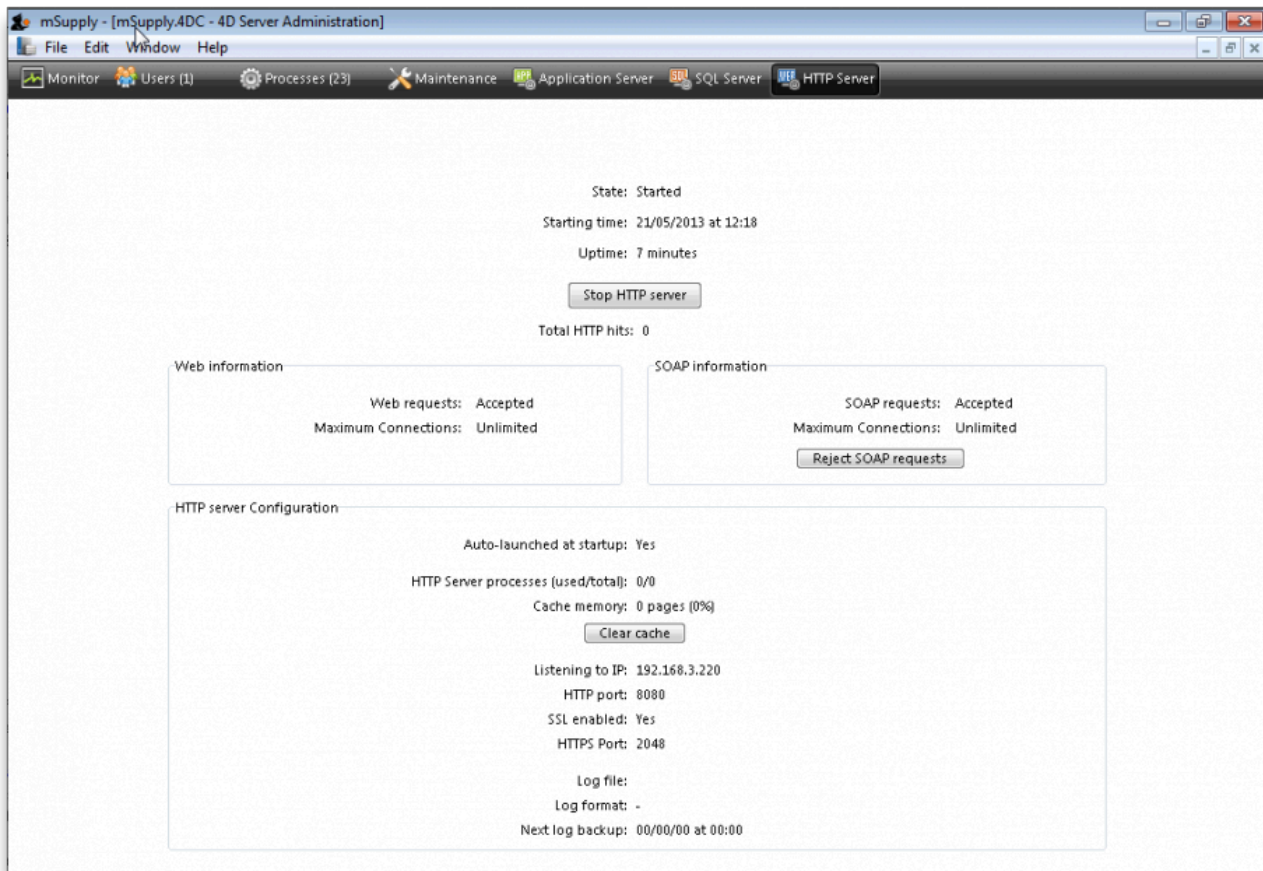 mSupply - [mSupply.4DC - 4D Server Administration]
File Edit Window Help
Monitor Users (1) Processes (23) Maintenance Application Server SQL Server HTTP Server
State: Started
Starting time: 21/05/2013 at 12:18
Uptime: 7 minutes
Stop HTTP server
Total HTTP hits: 0
Web information
Web requests: Accepted
Maximum Connections: Unlimited
SOAP information
SOAP requests: Accepted
Maximum Connections: Unlimited
Reject SOAP requests
HTTP server Configuration
Auto-launched at startup: Yes
HTTP Server processes (used/total): 0/0
Cache memory: 0 pages (0%)
Clear cache
Listening to IP: 192.168.3.220
HTTP port: 8080
SSL enabled: Yes
HTTPS Port: 2048
Log file:
Log format: -
Next log backup: 00/00/00 at 00:00